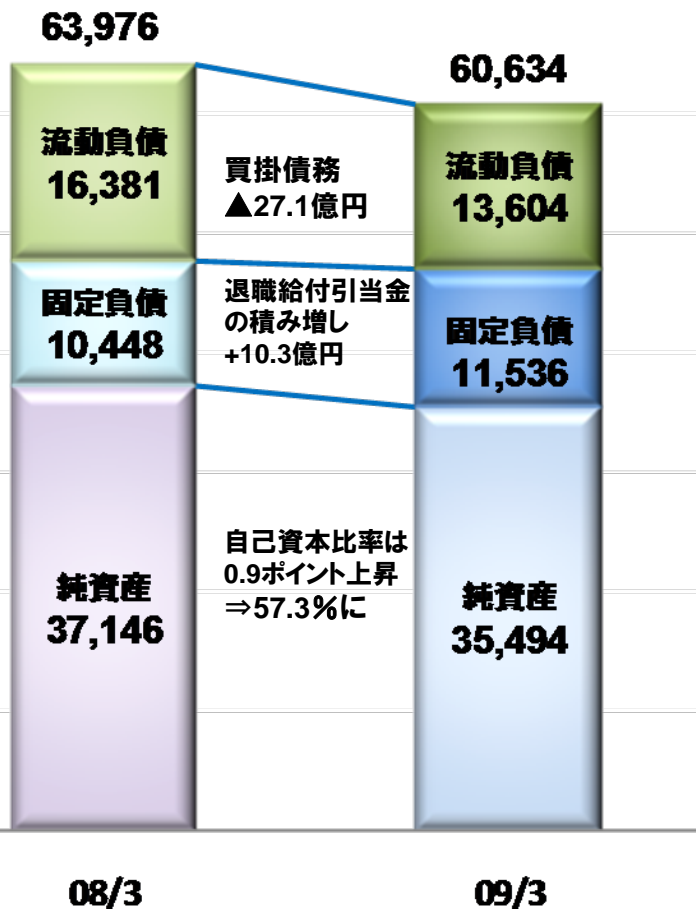 63,976
流動負債
16,381
固定負債
10,448
純資産
37,146
08/3
買掛債務
▲27.1億円
退職給付引当金
の積み増し
+10.3億円
自己資本比率は
0.9ポイント上昇
⇒57.3%に
60,634
流動負債
13,604
固定負債
11,536
純資産
35,494
09/3